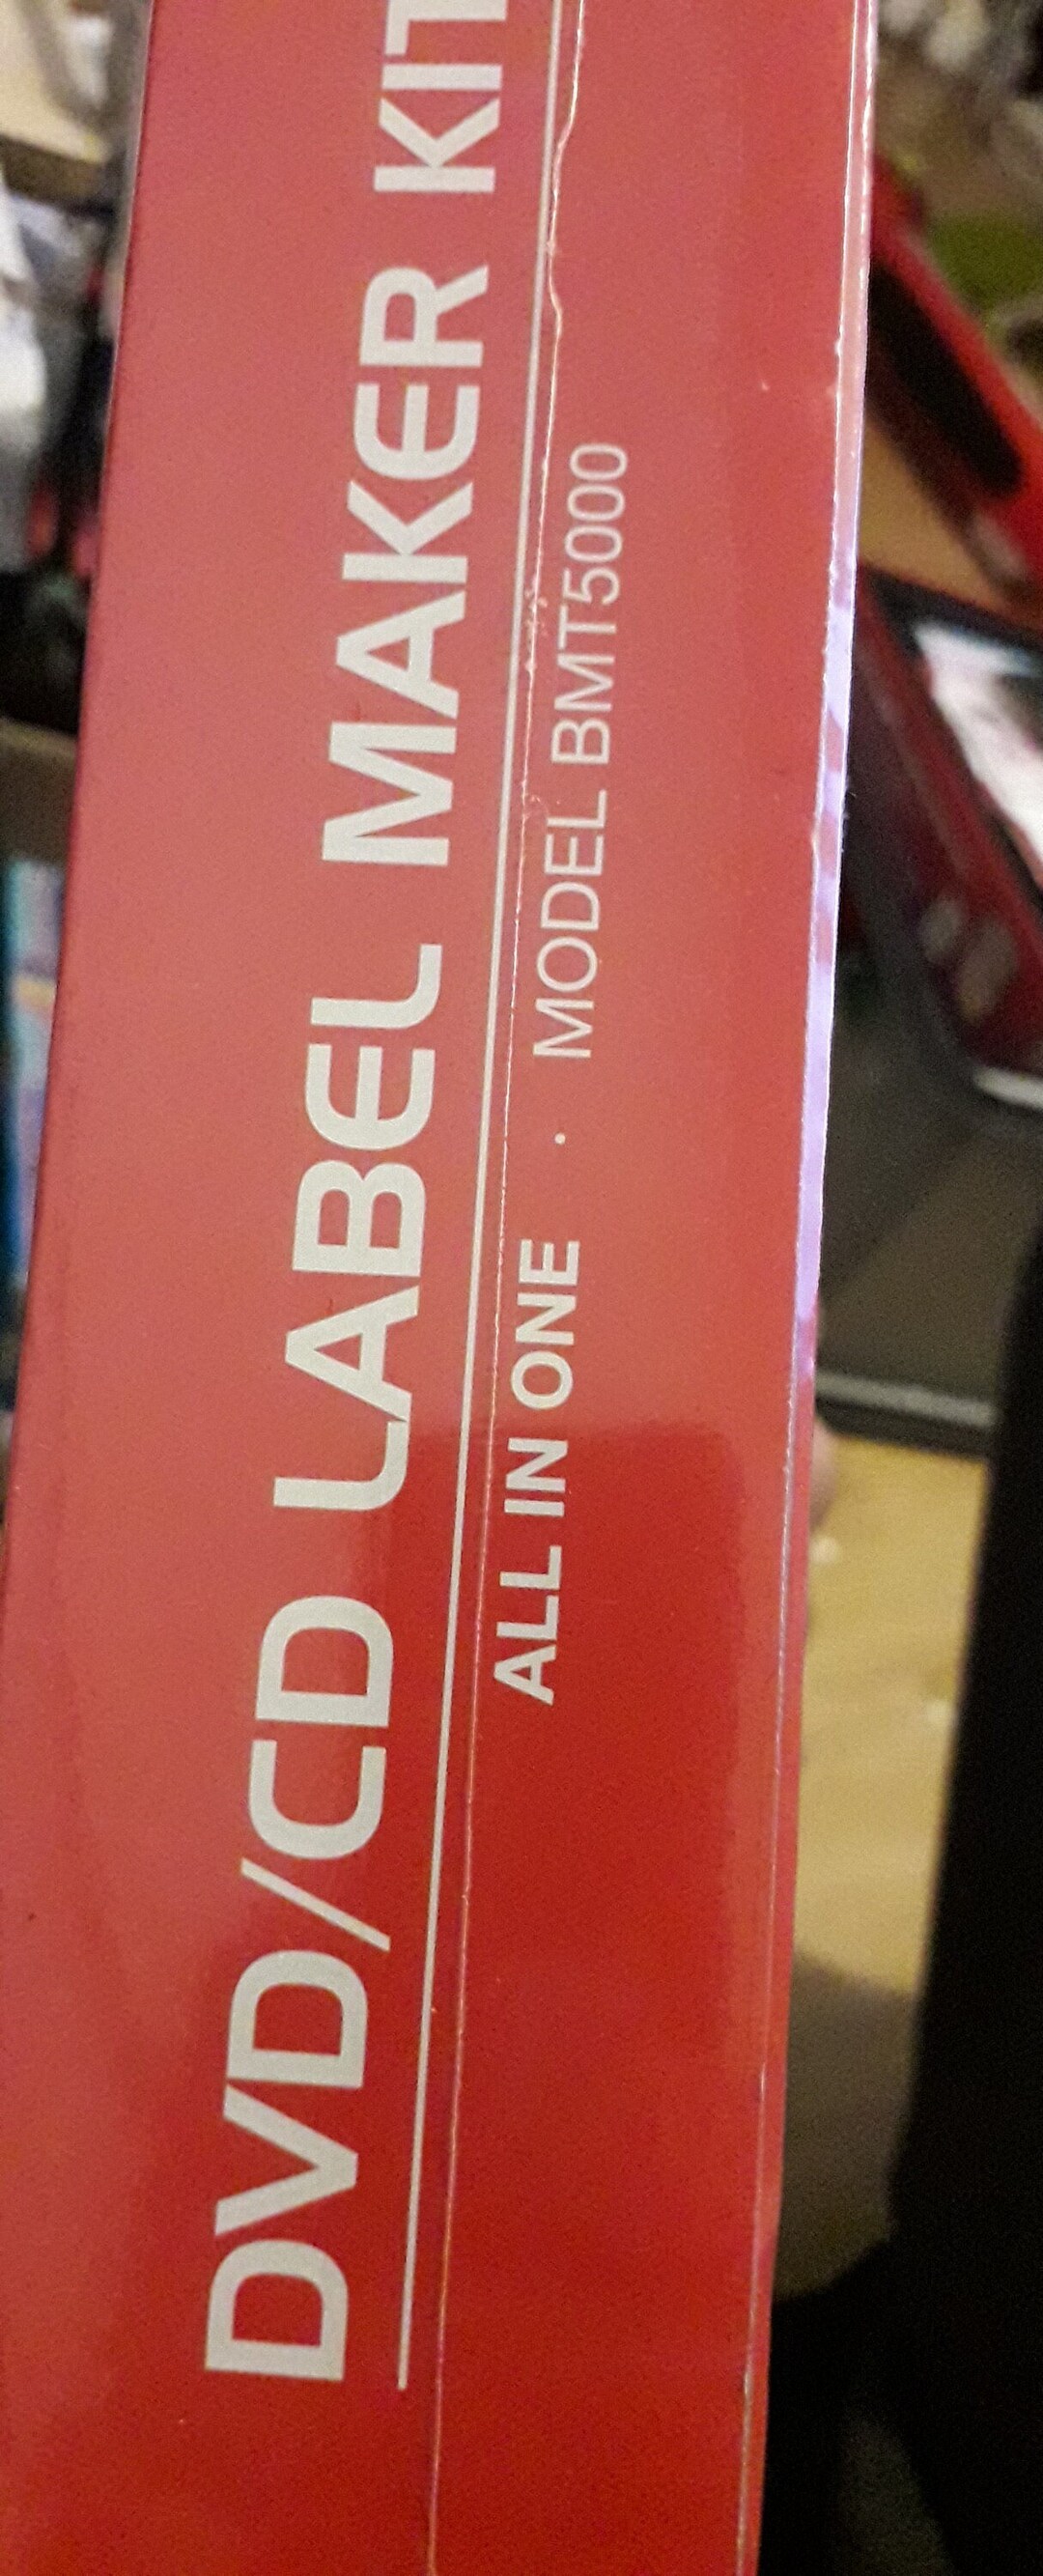 DVD/CD LABEL MAKER KIT
ALL IN ONE · MODEL BMT5000